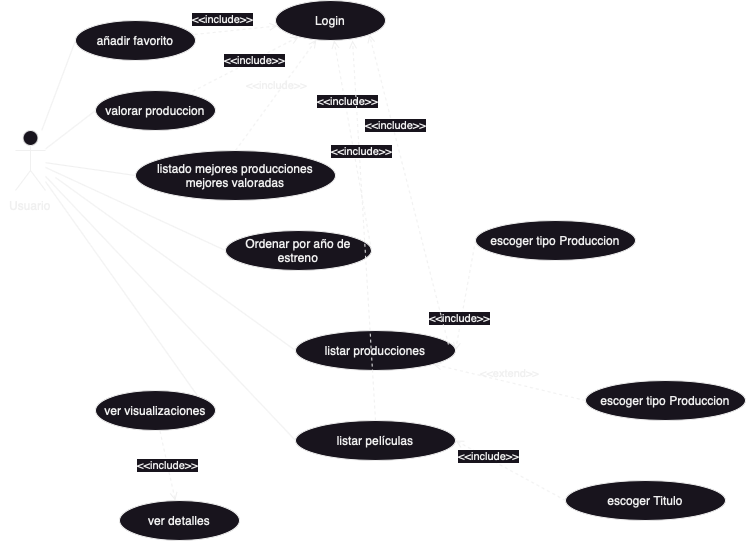 Login
<<include>>
añadir favorito
<<include>>
<<include>>
<<include>>
valorar produccion
<<include>>
<<include>>
listado mejores producciones
mejores valoradas
Usuario
Ordenar por año de
estreno
escoger tipo Produccion
<<include>>
listar producciones
<<extend>>
escoger tipo Produccion
ver visualizaciones
listar películas
<<include>>
<<include>>
escoger Titulo
ver detalles